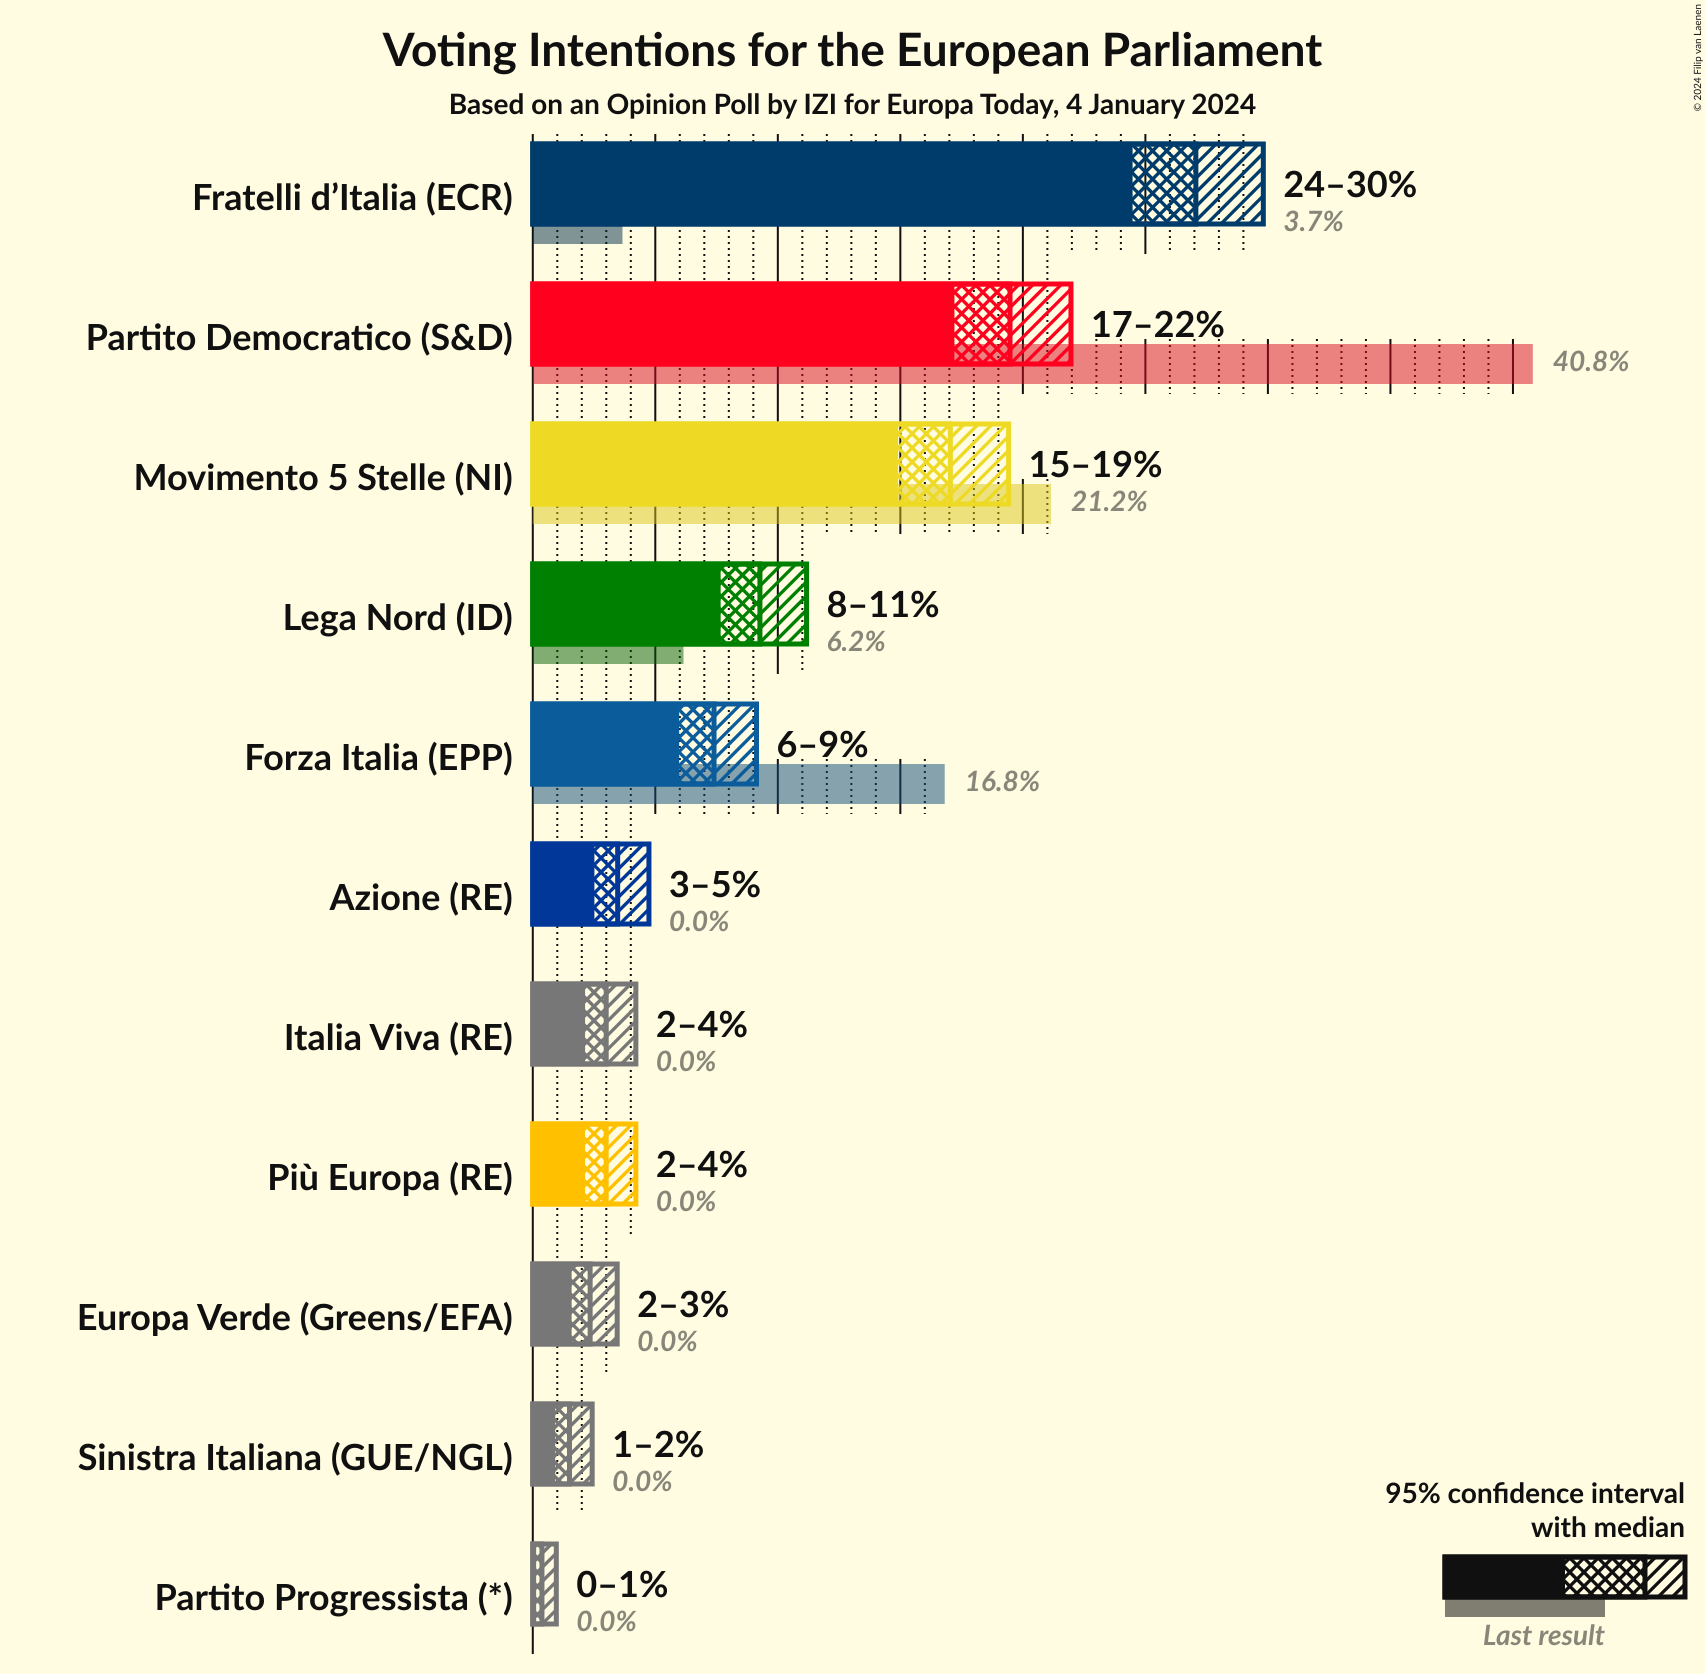 Voting Intentions for the European Parliament
Based on an Opinion Poll by IZI for Europa Today, 4 January 2024
© 2024 Filip van Laenen
Fratelli d’Italia (ECR)
24–30%
3.7%
Partito Democratico (S&D)
17–22%
40.8%
Movimento 5 Stelle (NI)
15–19%
21.2%
Lega Nord (ID)
8–11%
6.2%
Forza Italia (EPP)
6–9%
16.8%
Azione (RE)
3–5%
0.0%
Italia Viva (RE)
2–4%
0.0%
Più Europa (RE)
2–4%
0.0%
Europa Verde (Greens/EFA)
2–3%
0.0%
Sinistra Italiana (GUE/NGL)
1–2%
0.0%
Partito Progressista (*)
0–1%
0.0%
95% confidence interval
with median
Last result